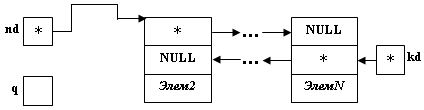 nd * * ... NULL
NULL ... * * kd
q Элем2 ЭлемN